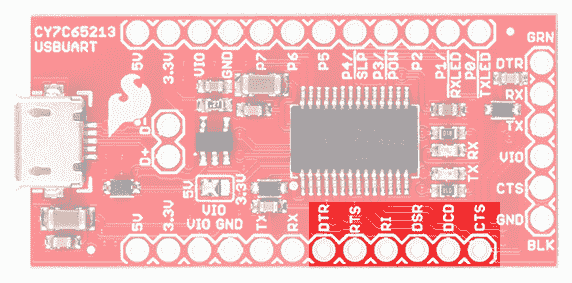 CY7C65213
USBUART
5V 3.3V VIO GND P7 P6 P5 P4/SLP P3/PWR P2 P1/RXLED P0/TXLED
GRN
DTR
RX
TX
VIO
CTS
GND
BLK
D-
D+
5V 3.3V
VIO
TX RX
5V 3.3V VIO GND TX RX DTR RTS RI DSR DCD CTS